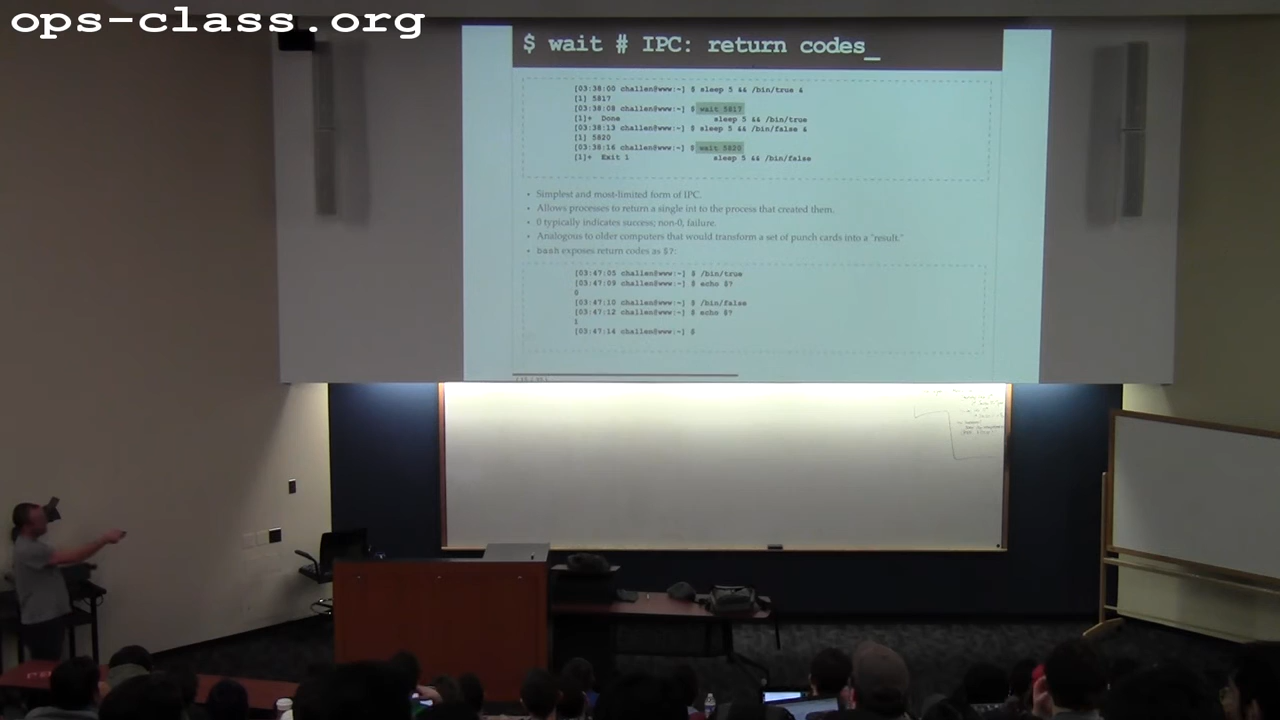 ops-class.org
$ wait # IPC: return codes_
[03:38:00 challen@www:~] $ sleep 5 && /bin/true &
[1] 5817
[03:38:08 challen@www:~] $ wait 5817
[1]+ Done sleep 5 && /bin/true
[03:38:13 challen@www:~] $ sleep 5 && /bin/false &
[1] 5820
[03:38:16 challen@www:~] $ wait 5820
[1]+ Exit 1 sleep 5 && /bin/false
• Simplest and most-limited form of IPC.
• Allows processes to return a single int to the process that created them.
• 0 typically indicates success; non-0, failure.
• Analogous to older computers that would transform a set of punch cards into a "result."
• bash exposes return codes as $?:
[03:47:05 challen@www:~] $ /bin/true
[03:47:09 challen@www:~] $ echo $?
0
[03:47:10 challen@www:~] $ /bin/false
[03:47:12 challen@www:~] $ echo $?
1
[03:47:14 challen@www:~] $